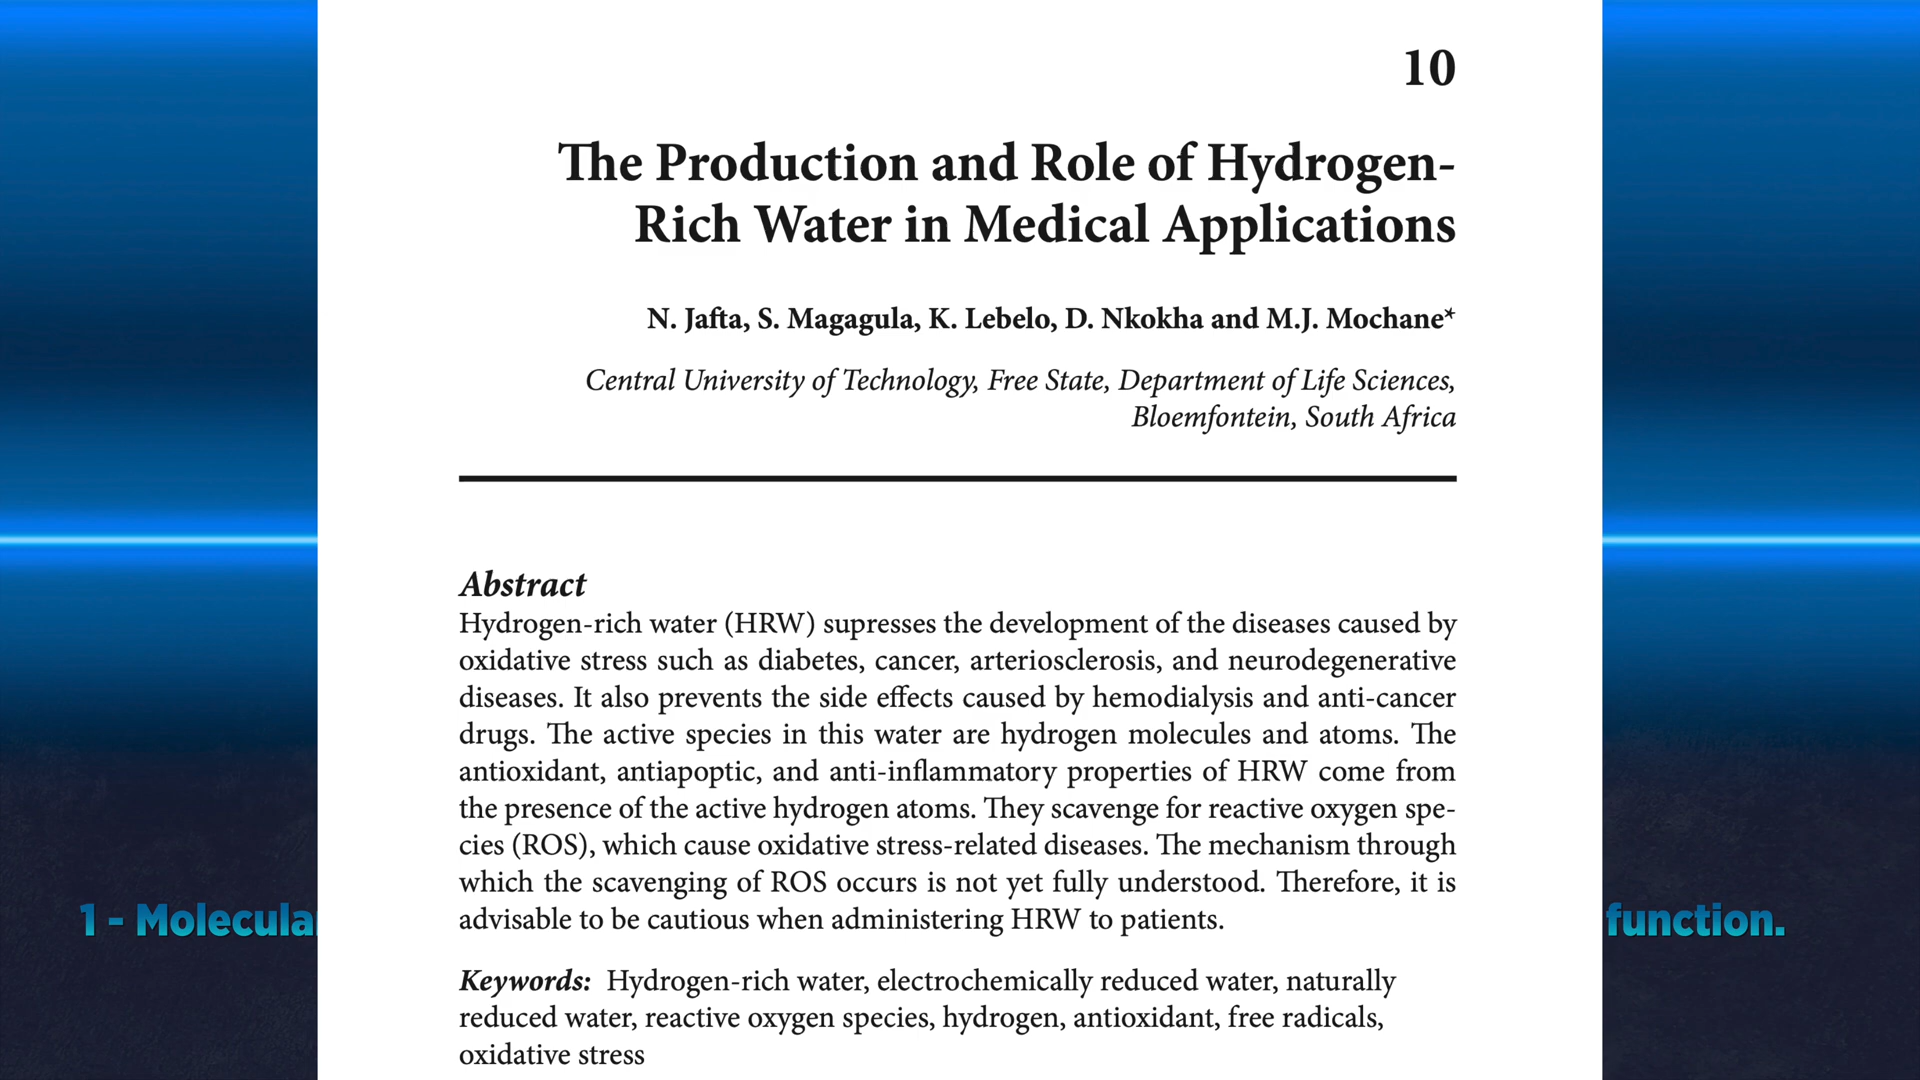 10
The Production and Role of Hydrogen-
Rich Water in Medical Applications
N. Jafta, S. Magagula, K. Lebelo, D. Nkokha and M.J. Mochane*
Central University of Technology, Free State, Department of Life Sciences,
Bloemfontein, South Africa
Abstract
Hydrogen-rich water (HRW) supresses the development of the diseases caused by
oxidative stress such as diabetes, cancer, arteriosclerosis, and neurodegenerative
diseases. It also prevents the side effects caused by hemodialysis and anti-cancer
drugs. The active species in this water are hydrogen molecules and atoms. The
antioxidant, antiapoptic, and anti-inflammatory properties of HRW come from
the presence of the active hydrogen atoms. They scavenge for reactive oxygen spe-
cies (ROS), which cause oxidative stress-related diseases. The mechanism through
which the scavenging of ROS occurs is not yet fully understood. Therefore, it is
advisable to be cautious when administering HRW to patients.
Keywords: Hydrogen-rich water, electrochemically reduced water, naturally
reduced water, reactive oxygen species, hydrogen, antioxidant, free radicals,
oxidative stress
1 - Molecula function.